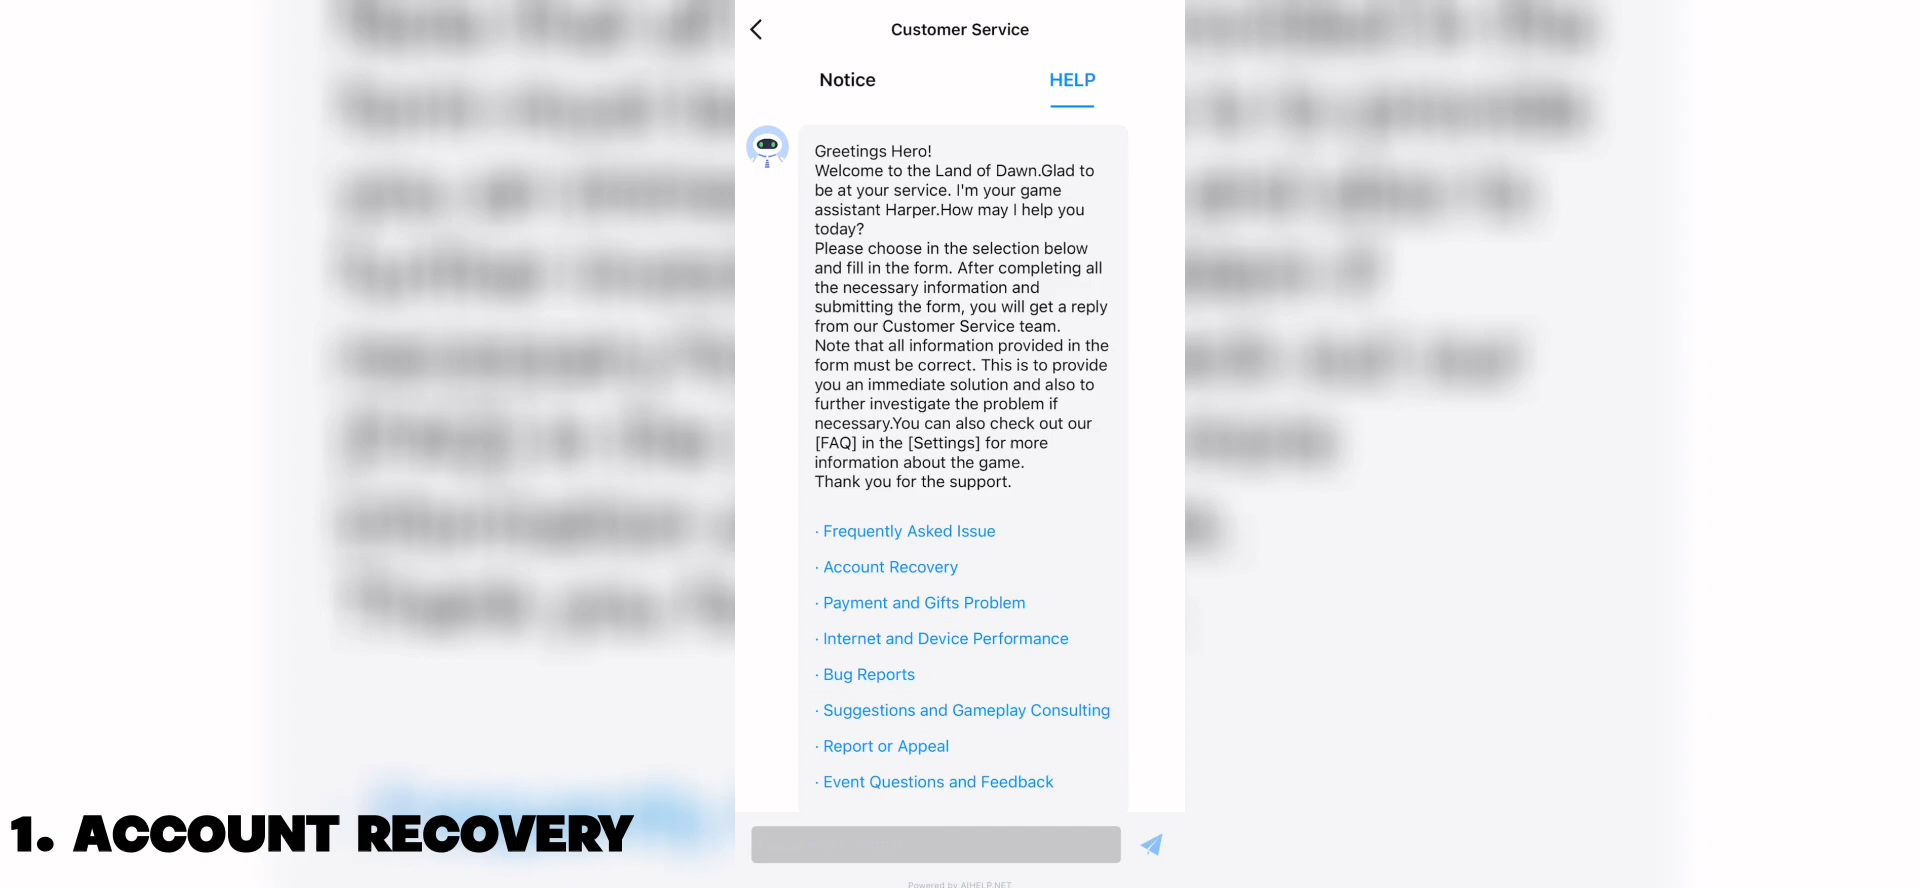 Customer Service
Notice
HELP
Greetings Hero!
Welcome to the Land of Dawn.Glad to
be at your service. I'm your game
assistant Harper.How may I help you
today?
Please choose in the selection below
and fill in the form. After completing all
the necessary information and
submitting the form, you will get a reply
from our Customer Service team.
Note that all information provided in the
form must be correct. This is to provide
you an immediate solution and also to
further investigate the problem if
necessary.You can also check out our
[FAQ] in the [Settings] for more
information about the game.
Thank you for the support.
· Frequently Asked Issue
· Account Recovery
· Payment and Gifts Problem
· Internet and Device Performance
· Bug Reports
· Suggestions and Gameplay Consulting
· Report or Appeal
· Event Questions and Feedback
1. ACCOUNT RECOVERY
Powered by AIHELP.NET